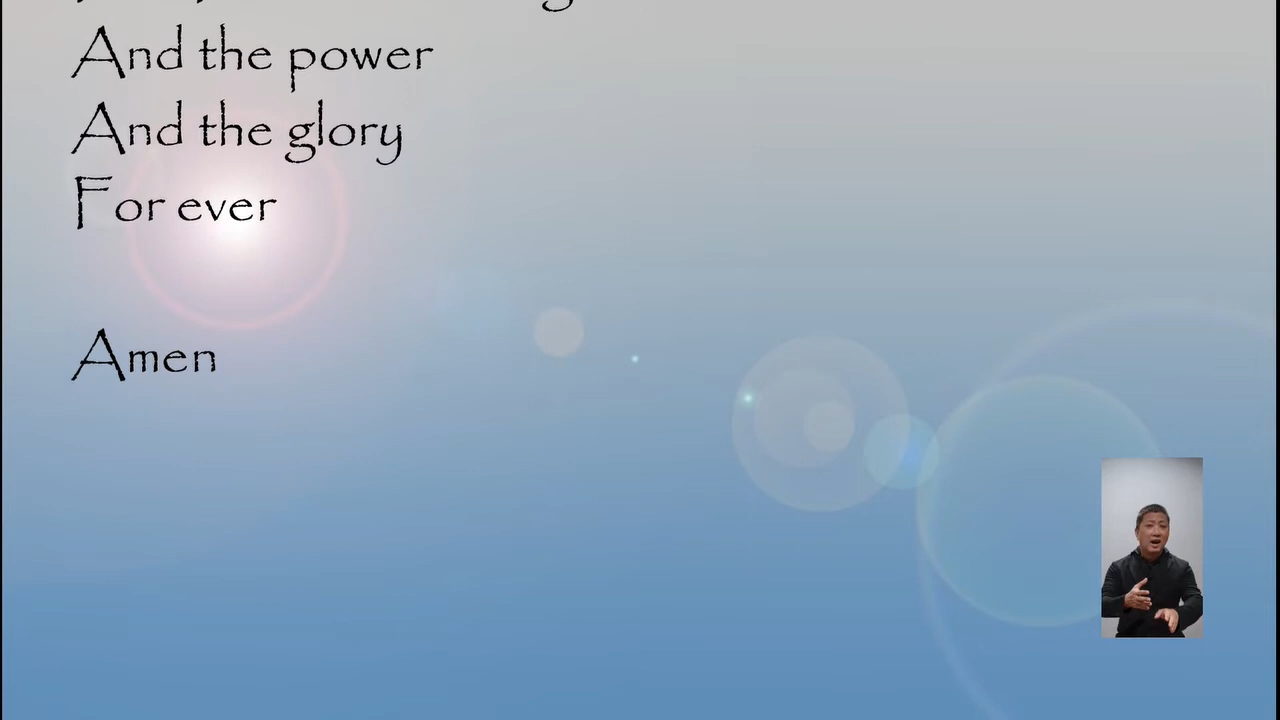 And the power
And the glory
For ever
Amen